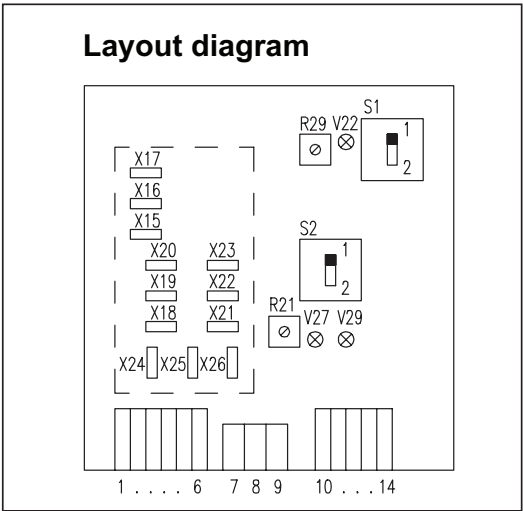 Layout diagram
S1
R29 V22
1
2
X17
X16
X15
S2
1
2
X20 X23
X19 X22
X18 X21
R21 V27 V29
X24 X25 X26
1 . . . . 6 7 8 9 10 . . . 14